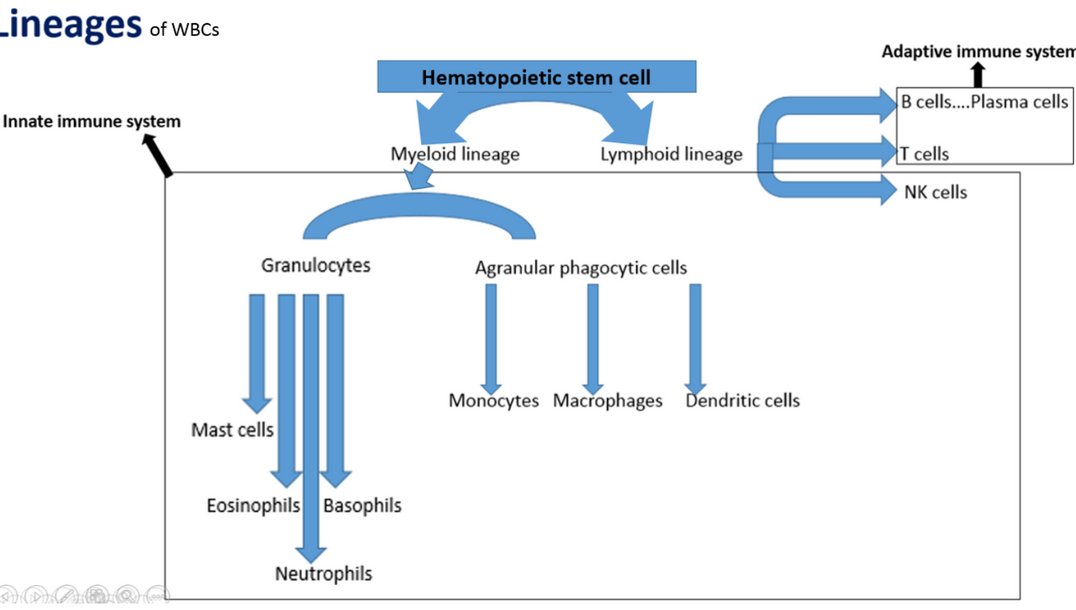 Lineages of WBCs
Adaptive immune system
Hematopoietic stem cell
B cells....Plasma cells
Innate immune system
Myeloid lineage
Lymphoid lineage
T cells
NK cells
Granulocytes
Agranular phagocytic cells
Monocytes
Macrophages
Dendritic cells
Mast cells
Eosinophils
Basophils
Neutrophils